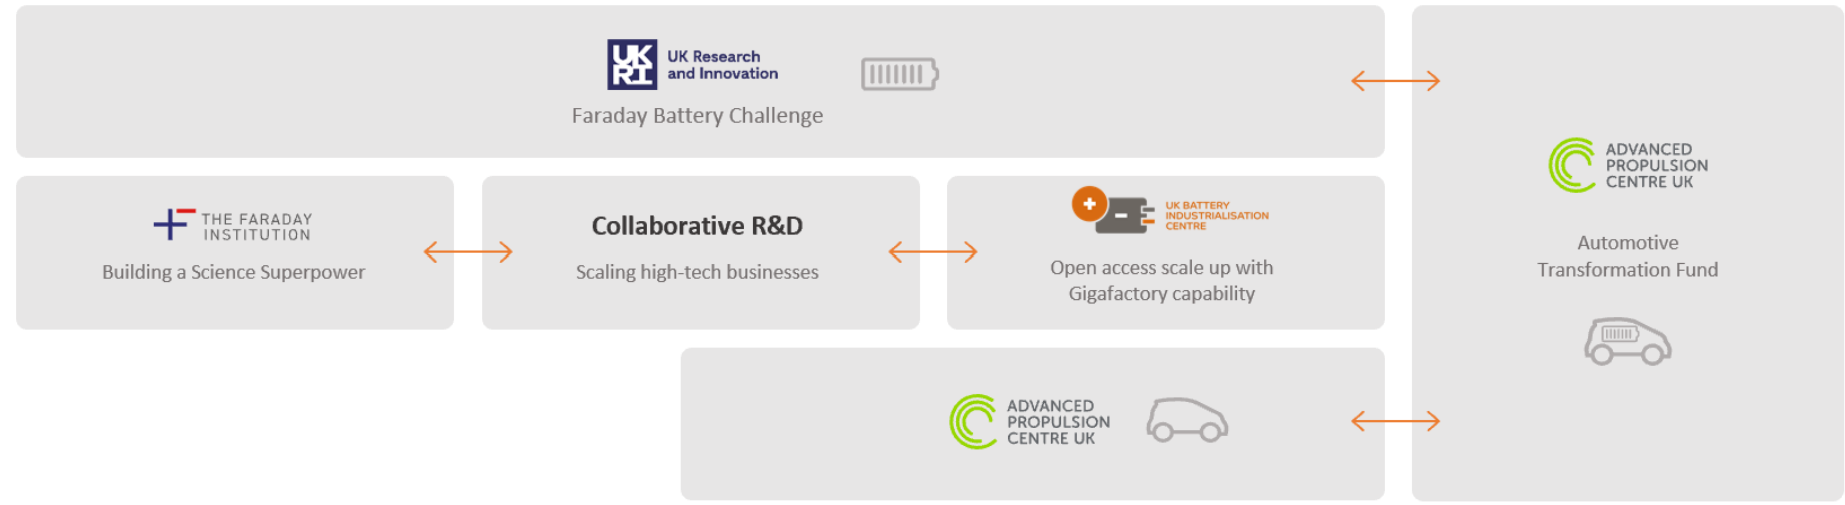 UK
RI
UK Research
and Innovation
Faraday Battery Challenge
THE FARADAY
INSTITUTION
Building a Science Superpower
Collaborative R&D
Scaling high-tech businesses
UK BATTERY
INDUSTRIALISATION
CENTRE
Open access scale up with
Gigafactory capability
ADVANCED
PROPULSION
CENTRE UK
Automotive
Transformation Fund
ADVANCED
PROPULSION
CENTRE UK